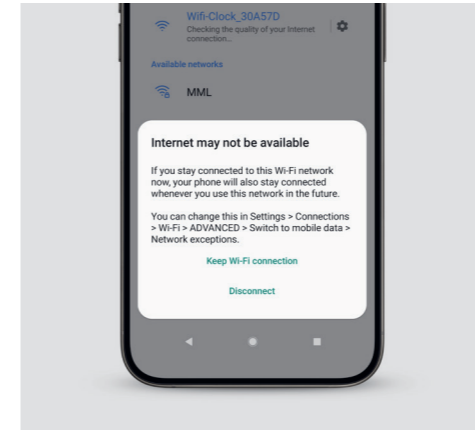 Wifi-Clock_30A57D
Checking the quality of your Internet
connection...
Available networks
MML
Internet may not be available
If you stay connected to this Wi-Fi network
now, your phone will also stay connected
whenever you use this network in the future.
You can change this in Settings > Connections
> Wi-Fi > ADVANCED > Switch to mobile data >
Network exceptions.
Keep Wi-Fi connection
Disconnect